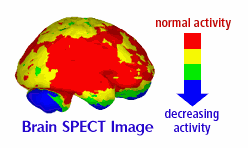 normal activity
decreasing
activity
Brain SPECT Image